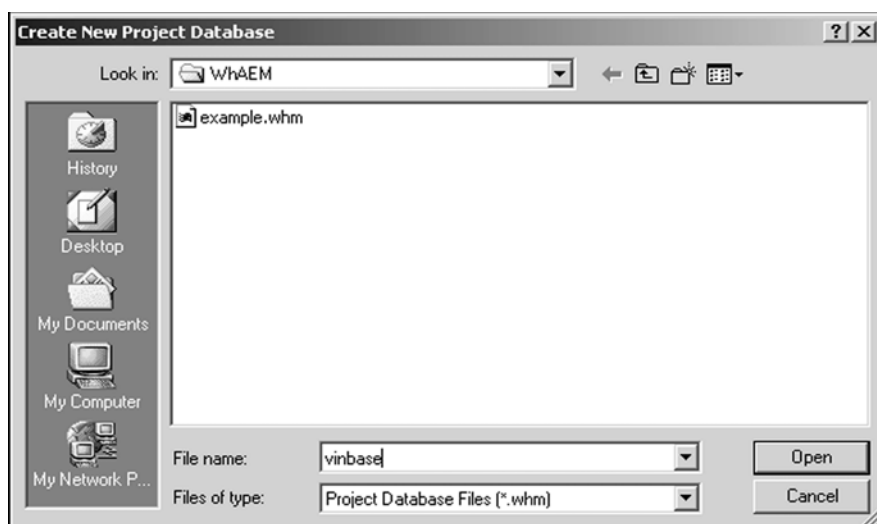 Create New Project Database
Look in: WhAEM
example.whm
History
Desktop
My Documents
My Computer
My Network P...
File name: vinbase Open
Files of type: Project Database Files (*.whm) Cancel